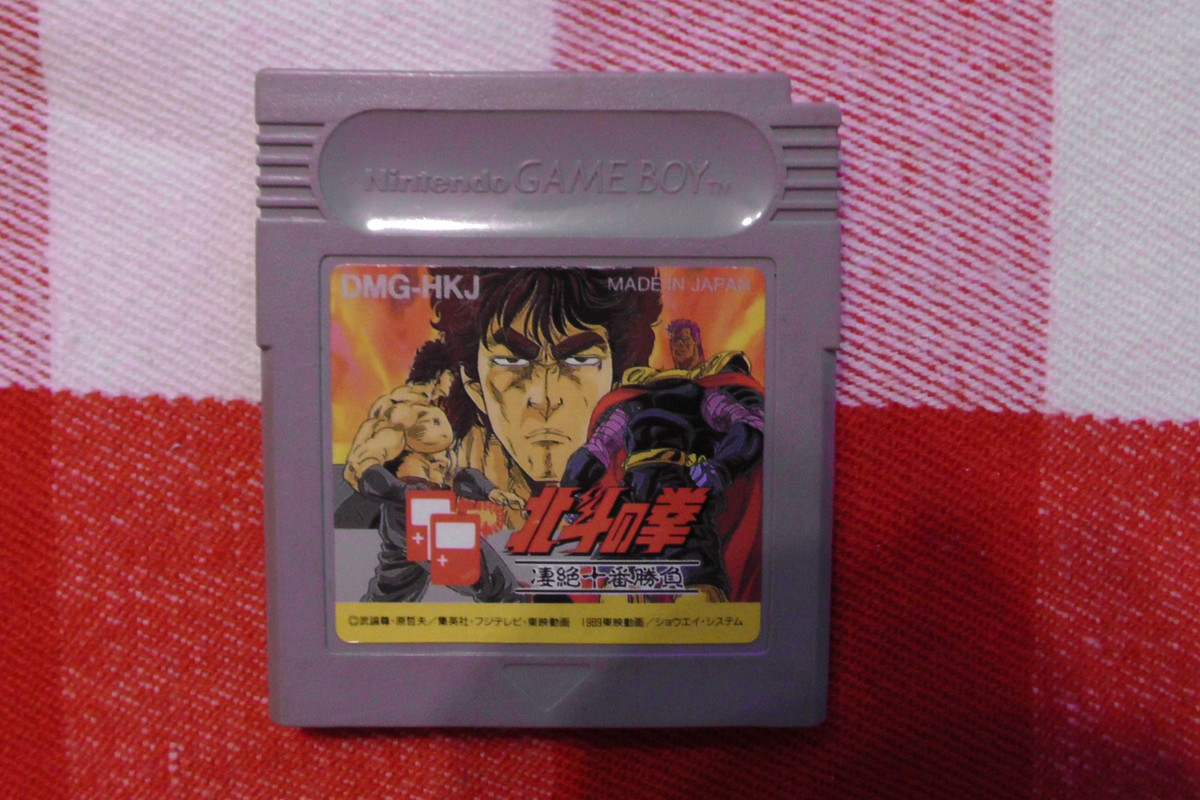 Nintendo GAME BOY TM
DMG-HKJ MADE IN JAPAN
北斗の拳
凄絶十番勝負
©武論尊・原哲夫／集英社・フジテレビ・東映動画 1989東映動画／ショウエイ・システム